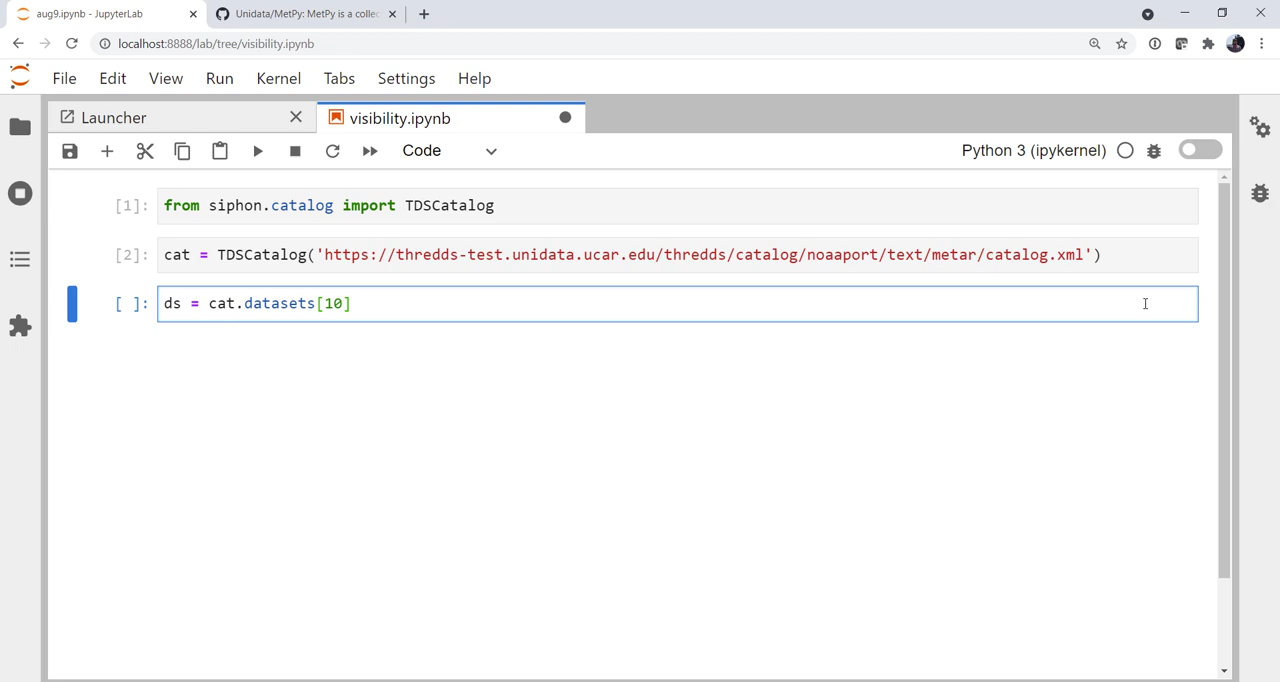 aug9.ipynb - JupyterLab
Unidata/MetPy: MetPy is a collec
localhost:8888/lab/tree/visibility.ipynb
File Edit View Run Kernel Tabs Settings Help
Launcher
visibility.ipynb
Code
Python 3 (ipykernel)
[1]: from siphon.catalog import TDSCatalog
[2]: cat = TDSCatalog('https://thredds-test.unidata.ucar.edu/thredds/catalog/noaaport/text/metar/catalog.xml')
[ ]: ds = cat.datasets[10]